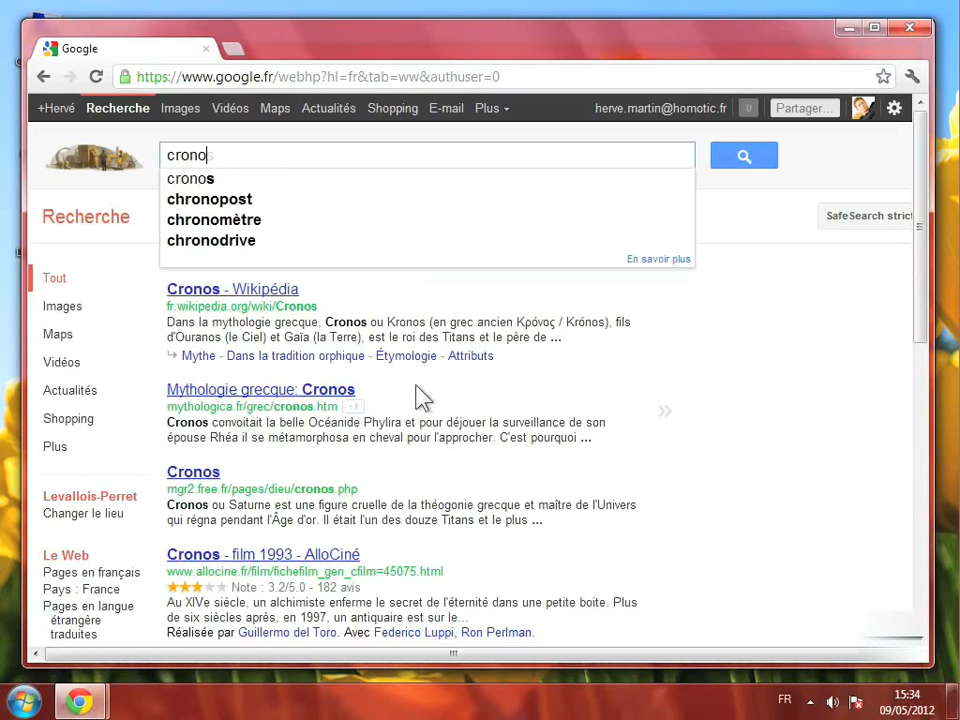 Google
https://www.google.fr/webhp?hl=fr&tab=ww&authuser=0
+Hervé Recherche Images Vidéos Maps Actualités Shopping E-mail Plus herve.martin@homotic.fr 0 Partager...
cronos
cronos
chronopost
chronomètre
chronodrive
En savoir plus
Recherche
SafeSearch strict
Tout
Images
Maps
Vidéos
Actualités
Shopping
Plus
Levallois-Perret
Changer le lieu
Le Web
Pages en français
Pays : France
Pages en langue
étrangère
traduites
Cronos - Wikipédia
fr.wikipedia.org/wiki/Cronos
Dans la mythologie grecque, Cronos ou Kronos (en grec ancien Κρόνος / Krónos), fils
d'Ouranos (le Ciel) et Gaïa (la Terre), est le roi des Titans et le père de ...
Mythe - Dans la tradition orphique - Étymologie - Attributs
Mythologie grecque: Cronos
mythologica.fr/grec/cronos.htm
Cronos convoitait la belle Océanide Phylira et pour déjouer la surveillance de son
épouse Rhéa il se métamorphosa en cheval pour l'approcher. C'est pourquoi ...
Cronos
mgr2.free.fr/pages/dieu/cronos.php
Cronos ou Saturne est une figure cruelle de la théogonie grecque et maître de l'Univers
qui régna pendant l'Âge d'or. Il était l'un des douze Titans et le plus ...
Cronos - film 1993 - AlloCiné
www.allocine.fr/film/fichefilm_gen_cfilm=45075.html
Note : 3.2/5.0 - 182 avis
Au XIVe siècle, un alchimiste enferme le secret de l'éternité dans une petite boite. Plus
de six siècles après, en 1997, un antiquaire est sur le...
Réalisée par Guillermo del Toro. Avec Federico Luppi, Ron Perlman.
FR
15:34
09/05/2012